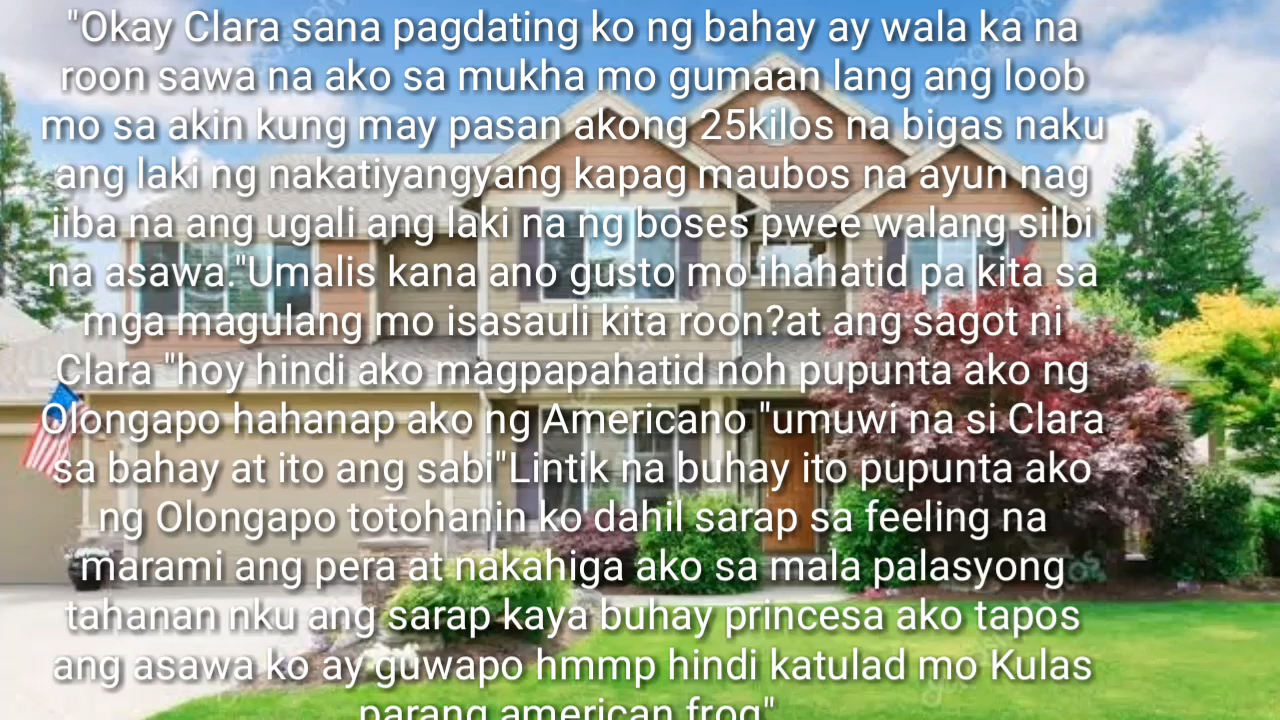 "Okay Clara sana pagdating ko ng bahay ay wala ka na
roon sawa na ako sa mukha mo gumaan lang ang loob
mo sa akin kung may pasan akong 25kilos na bigas naku
ang laki ng nakatiyangyang kapag maubos na ayun nag
iiba na ang ugali ang laki na ng boses pwee walang silbi
na asawa."Umalis kana ano gusto mo ihahatid pa kita sa
mga magulang mo isasauli kita roon?at ang sagot ni
Clara "hoy hindi ako magpapahatid noh pupunta ako ng
Olongapo hahanap ako ng Americano "umuwi na si Clara
sa bahay at ito ang sabi"Lintik na buhay ito pupunta ako
ng Olongapo totohanin ko dahil sarap sa feeling na
marami ang pera at nakahiga ako sa mala palasyong
tahanan nku ang sarap kaya buhay princesa ako tapos
ang asawa ko ay guwapo hmmp hindi katulad mo Kulas
parang american frog"